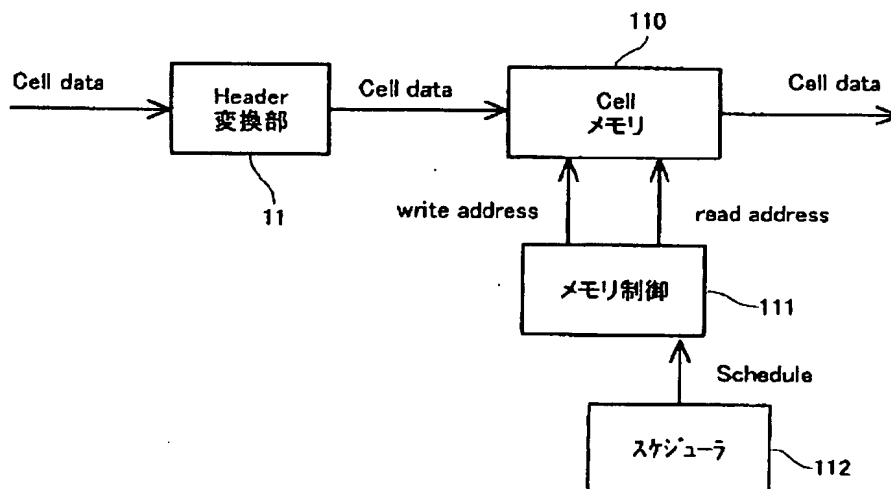 110
Cell data
Header
変換部
Cell data
Cell
メモリ
Cell data
11
write address
read address
メモリ制御
111
Schedule
スケジューラ
112